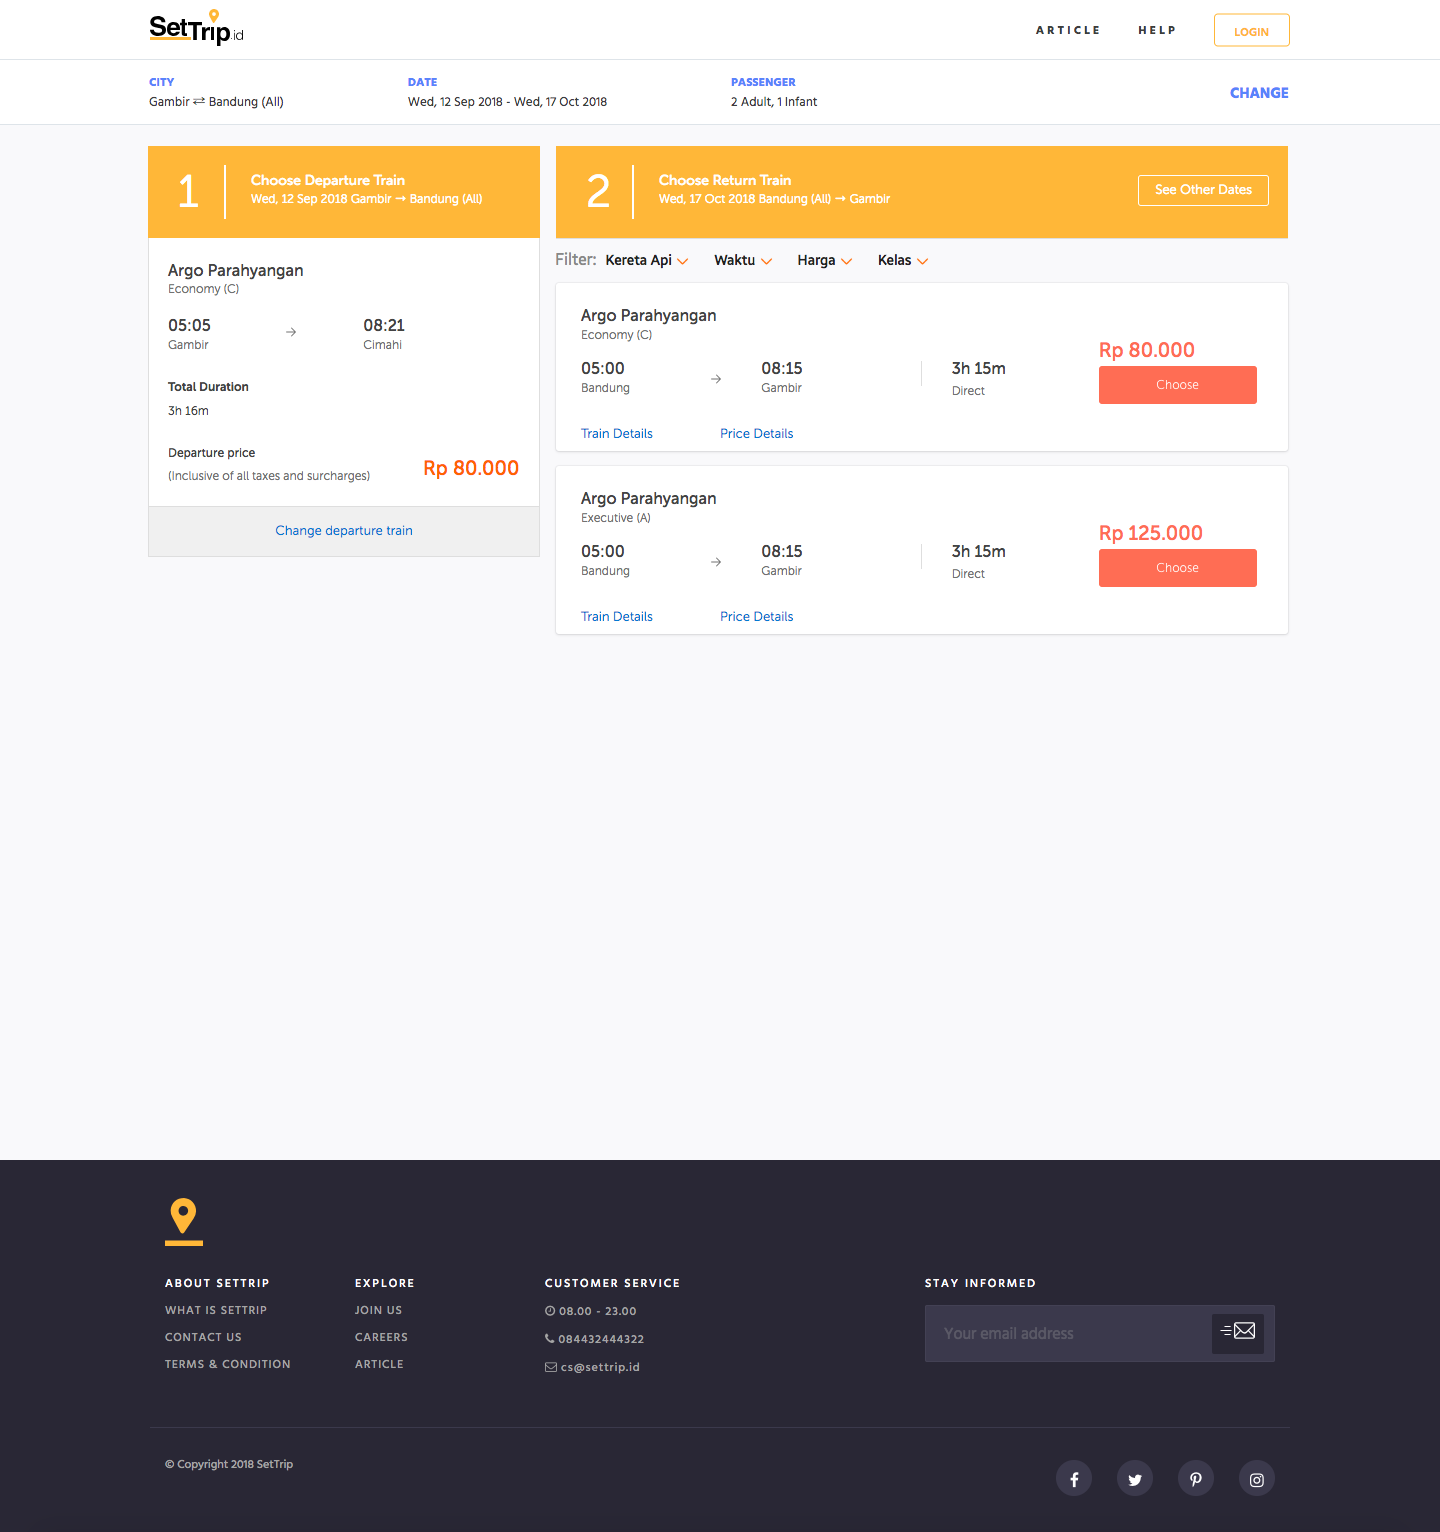 SetTrip.id
ARTICLE HELP LOGIN
CITY
Gambir ⇄ Bandung (All)
DATE
Wed, 12 Sep 2018 - Wed, 17 Oct 2018
PASSENGER
2 Adult, 1 Infant
CHANGE
1
Choose Departure Train
Wed, 12 Sep 2018 Gambir → Bandung (All)
Argo Parahyangan
Economy (C)
05:05 → 08:21
Gambir Cimahi
Total Duration
3h 16m
Departure price
(Inclusive of all taxes and surcharges)
Rp 80.000
Change departure train
2
Choose Return Train
Wed, 17 Oct 2018 Bandung (All) → Gambir
See Other Dates
Filter: Kereta Api Waktu Harga Kelas
Argo Parahyangan
Economy (C)
05:00 → 08:15 3h 15m
Bandung Gambir Direct
Rp 80.000
Choose
Train Details Price Details
Argo Parahyangan
Executive (A)
05:00 → 08:15 3h 15m
Bandung Gambir Direct
Rp 125.000
Choose
Train Details Price Details
ABOUT SETTRIP
WHAT IS SETTRIP
CONTACT US
TERMS & CONDITION
EXPLORE
JOIN US
CAREERS
ARTICLE
CUSTOMER SERVICE
08.00 - 23.00
084432444322
cs@settrip.id
STAY INFORMED
Your email address
© Copyright 2018 SetTrip